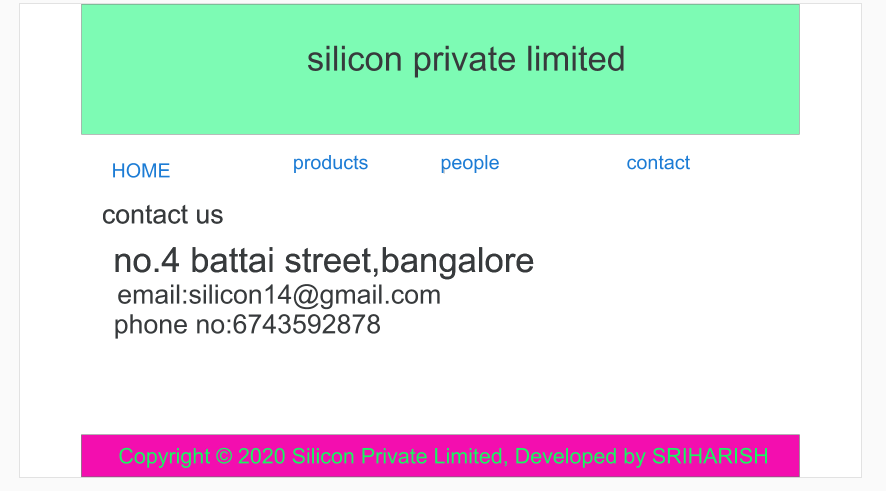 silicon private limited
HOME products people contact
contact us
no.4 battai street,bangalore
email:silicon14@gmail.com
phone no:6743592878
Copyright © 2020 Silicon Private Limited, Developed by SRIHARISH